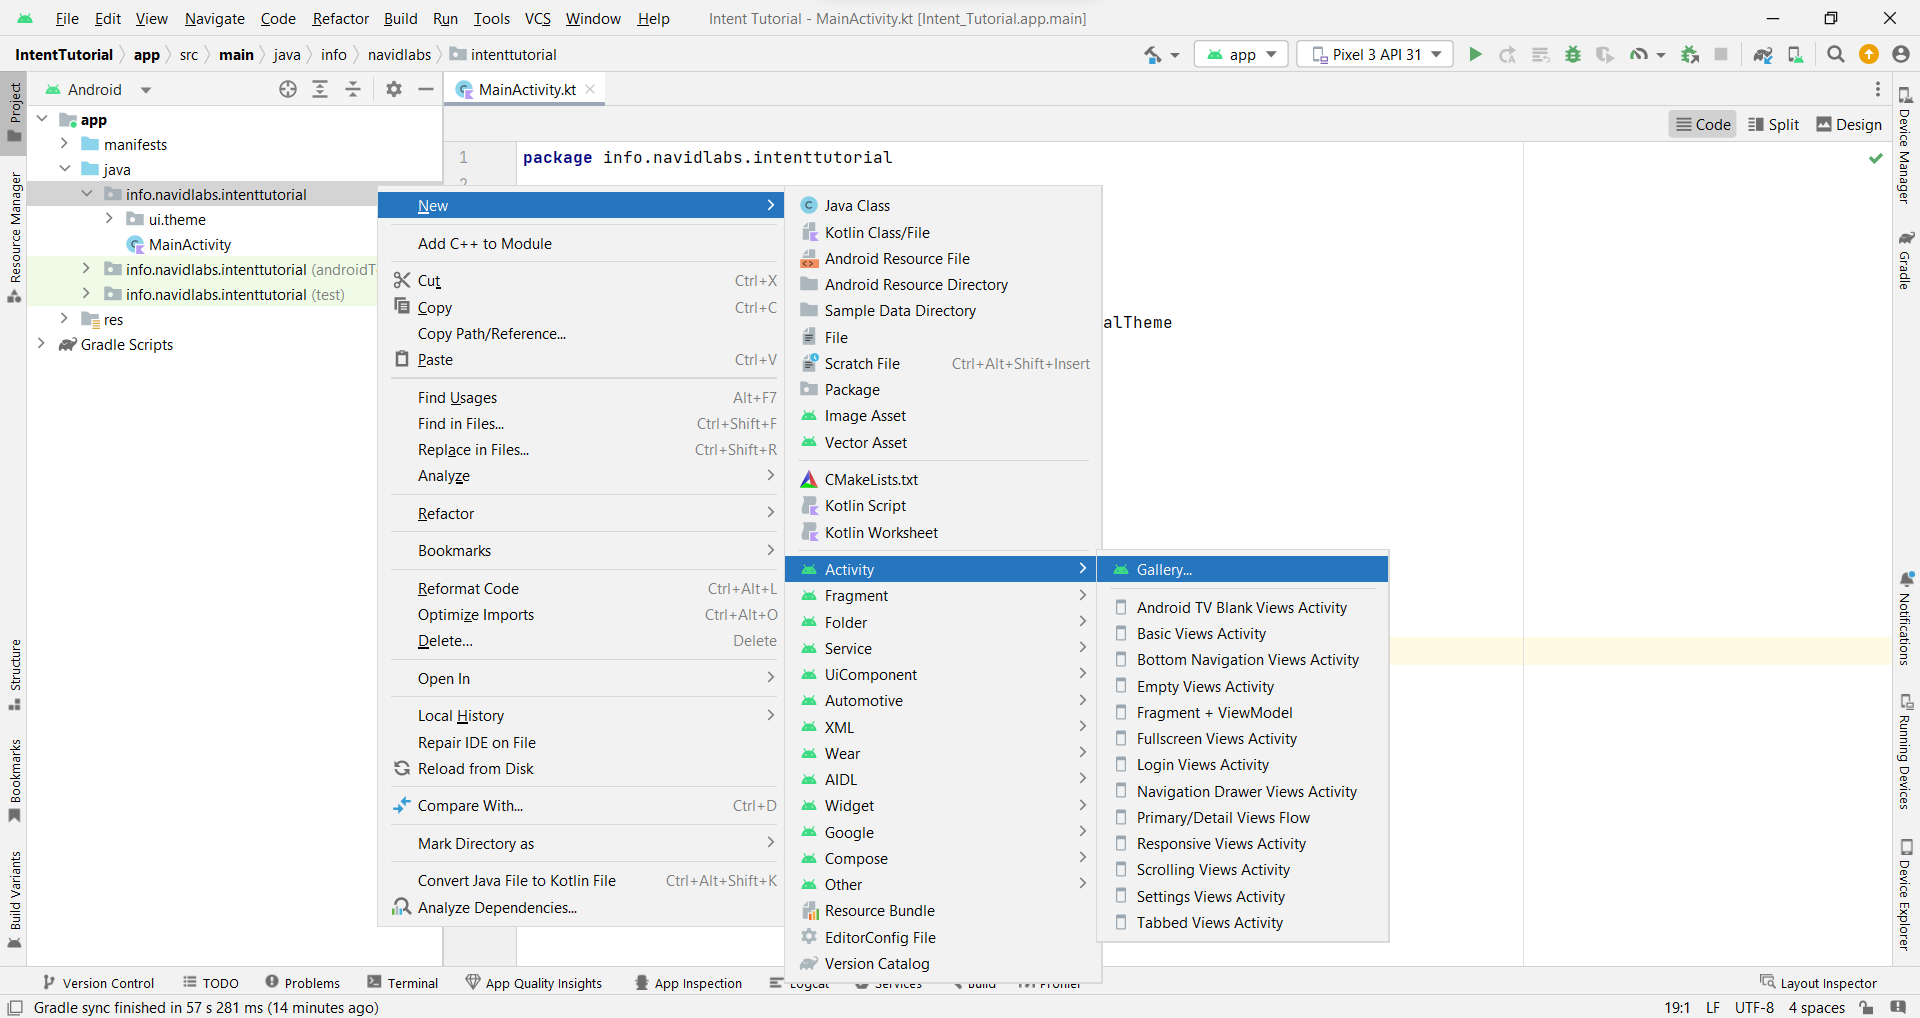 File Edit View Navigate Code Refactor Build Run Tools VCS Window Help Intent Tutorial - MainActivity.kt [Intent_Tutorial.app.main]
IntentTutorial app src main java info navidlabs intenttutorial app Pixel 3 API 31
Android MainActivity.kt
Code Split Design
Project
Resource Manager
Structure
Bookmarks
Build Variants
app
manifests
java
info.navidlabs.intenttutorial
ui.theme
MainActivity
info.navidlabs.intenttutorial (androidT
info.navidlabs.intenttutorial (test)
res
Gradle Scripts
1 package info.navidlabs.intenttutorial
2
alTheme
New
Add C++ to Module
Cut Ctrl+X
Copy Ctrl+C
Copy Path/Reference...
Paste Ctrl+V
Find Usages Alt+F7
Find in Files... Ctrl+Shift+F
Replace in Files... Ctrl+Shift+R
Analyze
Refactor
Bookmarks
Reformat Code Ctrl+Alt+L
Optimize Imports Ctrl+Alt+O
Delete... Delete
Open In
Local History
Repair IDE on File
Reload from Disk
Compare With... Ctrl+D
Mark Directory as
Convert Java File to Kotlin File Ctrl+Alt+Shift+K
Analyze Dependencies...
Java Class
Kotlin Class/File
Android Resource File
Android Resource Directory
Sample Data Directory
File
Scratch File Ctrl+Alt+Shift+Insert
Package
Image Asset
Vector Asset
CMakeLists.txt
Kotlin Script
Kotlin Worksheet
Activity
Fragment
Folder
Service
UiComponent
Automotive
XML
Wear
AIDL
Widget
Google
Compose
Other
Resource Bundle
EditorConfig File
Version Catalog
Gallery...
Android TV Blank Views Activity
Basic Views Activity
Bottom Navigation Views Activity
Empty Views Activity
Fragment + ViewModel
Fullscreen Views Activity
Login Views Activity
Navigation Drawer Views Activity
Primary/Detail Views Flow
Responsive Views Activity
Scrolling Views Activity
Settings Views Activity
Tabbed Views Activity
Device Manager
Gradle
Notifications
Running Devices
Device Explorer
Version Control TODO Problems Terminal App Quality Insights App Inspection Logcat Services Build Profiler Layout Inspector
Gradle sync finished in 57 s 281 ms (14 minutes ago) 19:1 LF UTF-8 4 spaces